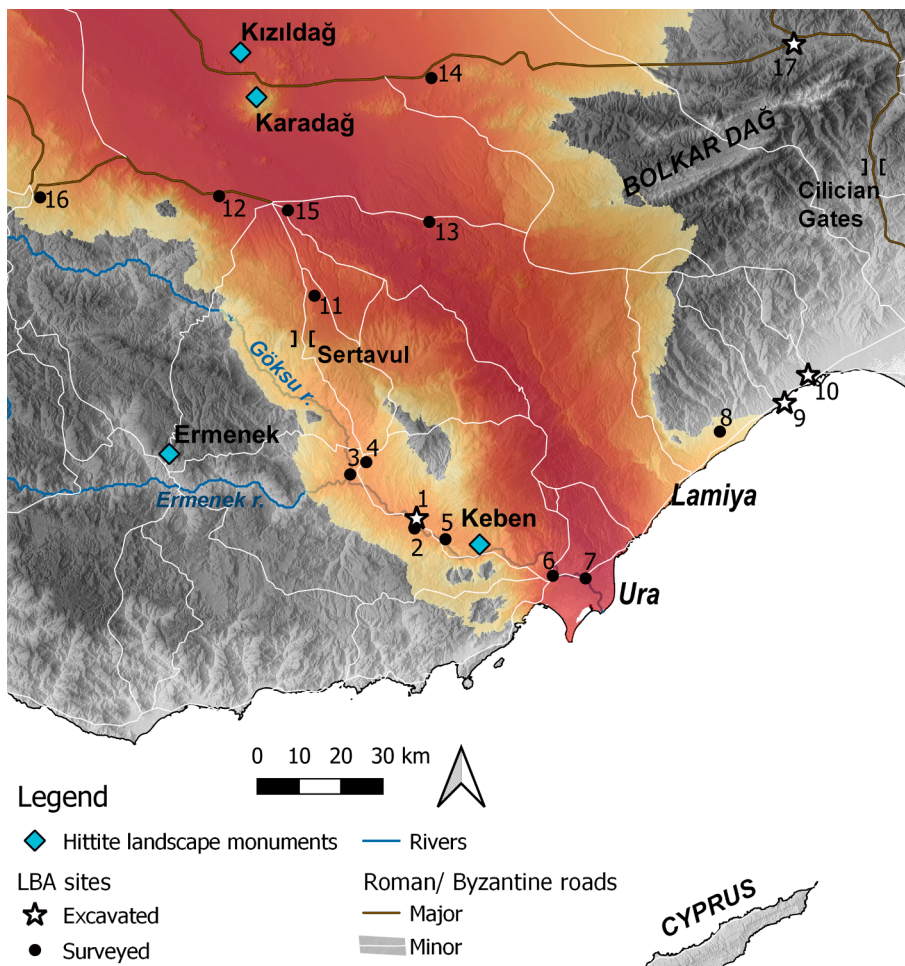 Kızıldağ
14
17
Karadağ
BOLKAR DAĞ
] [
Cilician
Gates
16
12
15
13
11
] [
Sertavul
Göksu r.
10
9
8
Ermenek
3
4
Ermenek r.
Lamiya
1
Keben
5
2
6
7
Ura
0 10 20 30 km
Legend
Hittite landscape monuments
Rivers
LBA sites
Roman/ Byzantine roads
Excavated
Major
Surveyed
Minor
CYPRUS